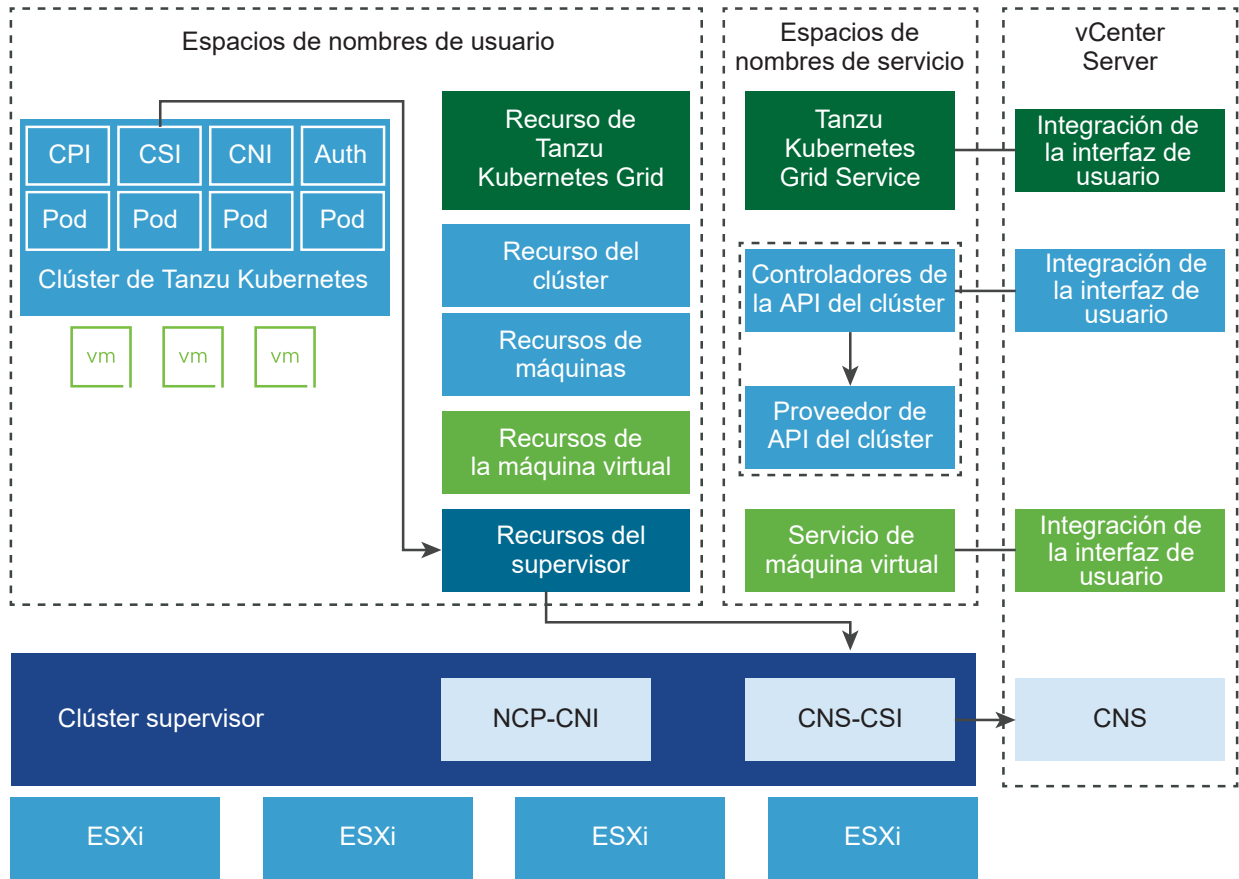 Espacios de nombres de usuario
CPI
CSI
CNI
Auth
Pod
Pod
Pod
Pod
Clúster de Tanzu Kubernetes
vm
vm
vm
Recurso de
Tanzu
Kubernetes Grid
Recurso del
clúster
Recursos de
máquinas
Recursos de
la máquina virtual
Recursos del
supervisor
Espacios de
nombres de servicio
Tanzu
Kubernetes
Grid Service
Controladores de
la API del clúster
Proveedor de
API del clúster
Servicio de
máquina virtual
vCenter
Server
Integración de
la interfaz de
usuario
Integración de
la interfaz de
usuario
Integración de
la interfaz de
usuario
Clúster supervisor
NCP-CNI
CNS-CSI
CNS
ESXi
ESXi
ESXi
ESXi